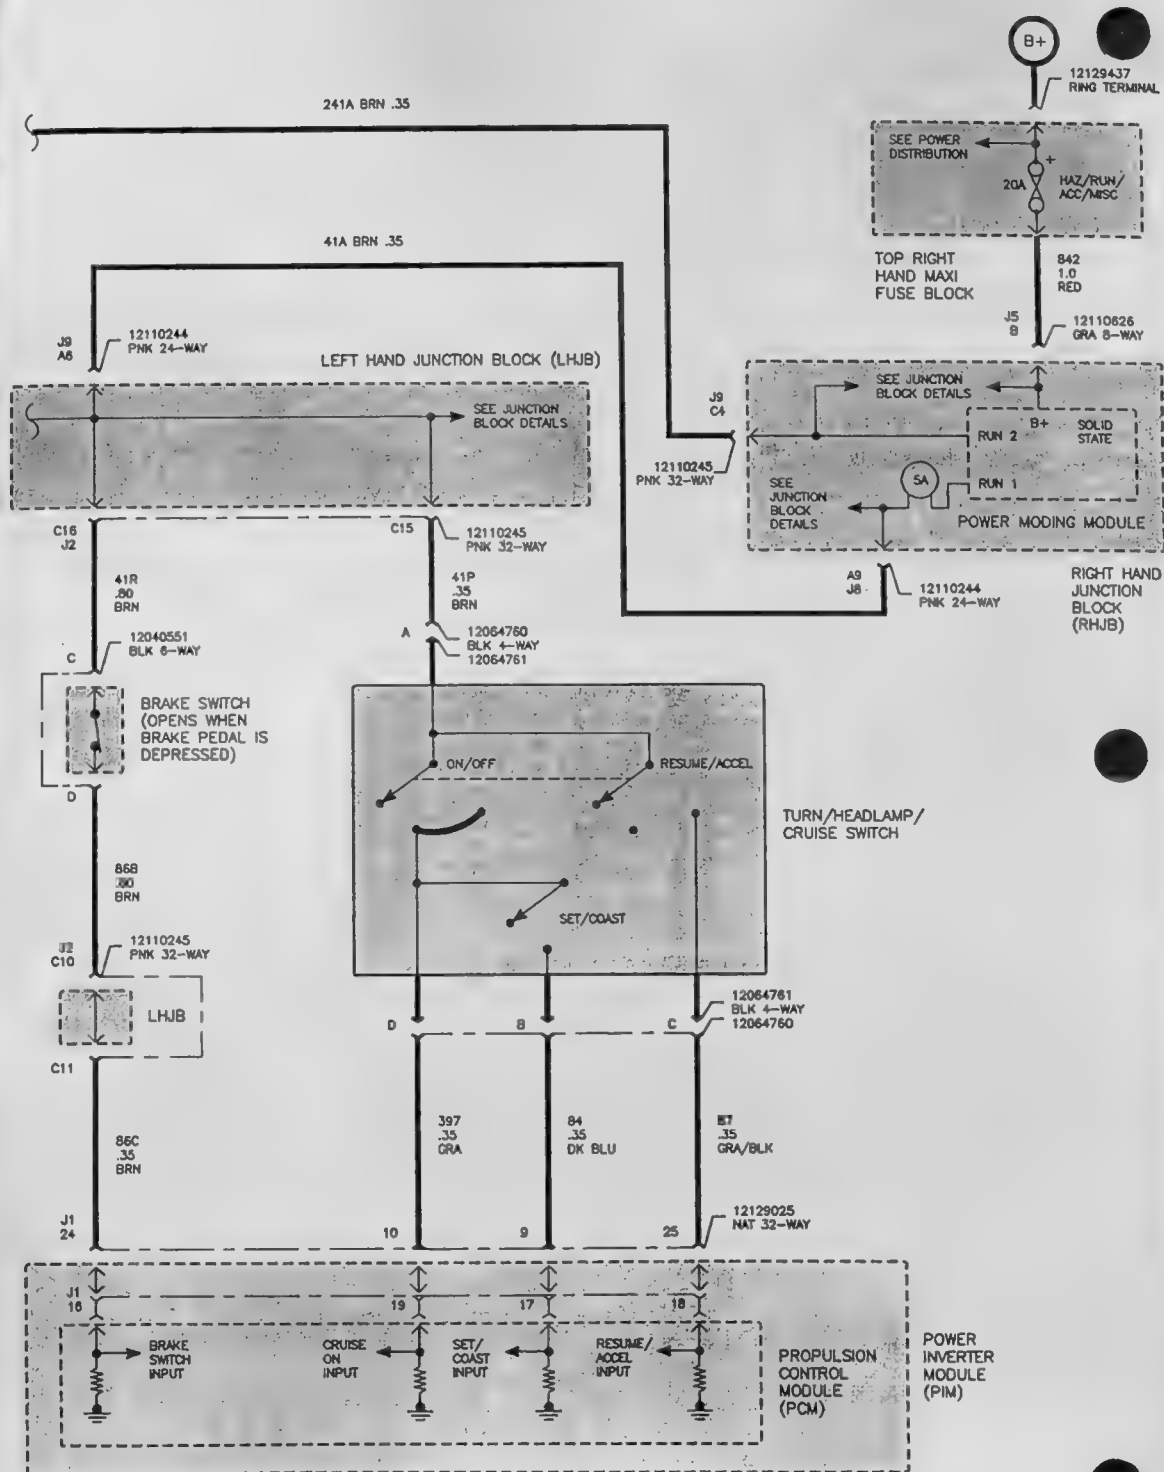 B+
12129437
RING TERMINAL
241A BRN .35
SEE POWER
DISTRIBUTION
+
20A
HAZ/RUN/
ACC/MISC
41A BRN .35
TOP RIGHT
HAND MAXI
FUSE BLOCK
842
1.0
RED
J5
B
12110626
GRA 8-WAY
J9
A6
12110244
PNK 24-WAY
LEFT HAND JUNCTION BLOCK (LHJB)
SEE JUNCTION
BLOCK DETAILS
J9
C4
SEE JUNCTION
BLOCK DETAILS
B+
SOLID
STATE
RUN 2
12110245
PNK 32-WAY
SEE
JUNCTION
BLOCK
DETAILS
5A
RUN 1
POWER MODING MODULE
C16
J2
C15
12110245
PNK 32-WAY
41R
.80
BRN
41P
.35
BRN
A9
J8
12110244
PNK 24-WAY
RIGHT HAND
JUNCTION
BLOCK
(RHJB)
C
12040551
BLK 6-WAY
A
12064760
BLK 4-WAY
12064761
BRAKE SWITCH
(OPENS WHEN
BRAKE PEDAL IS
DEPRESSED)
D
ON/OFF
RESUME/ACCEL
TURN/HEADLAMP/
CRUISE SWITCH
SET/COAST
86B
.80
BRN
J2
C10
12110245
PNK 32-WAY
LHJB
C11
D
B
C
12064761
BLK 4-WAY
12064760
86C
.35
BRN
397
.35
GRA
84
.35
DK BLU
87
.35
GRA/BLK
J1
24
10
9
25
12129025
NAT 32-WAY
J1
16
19
17
18
BRAKE
SWITCH
INPUT
CRUISE
ON
INPUT
SET/
COAST
INPUT
RESUME/
ACCEL
INPUT
PROPULSION
CONTROL
MODULE
(PCM)
POWER
INVERTER
MODULE
(PIM)